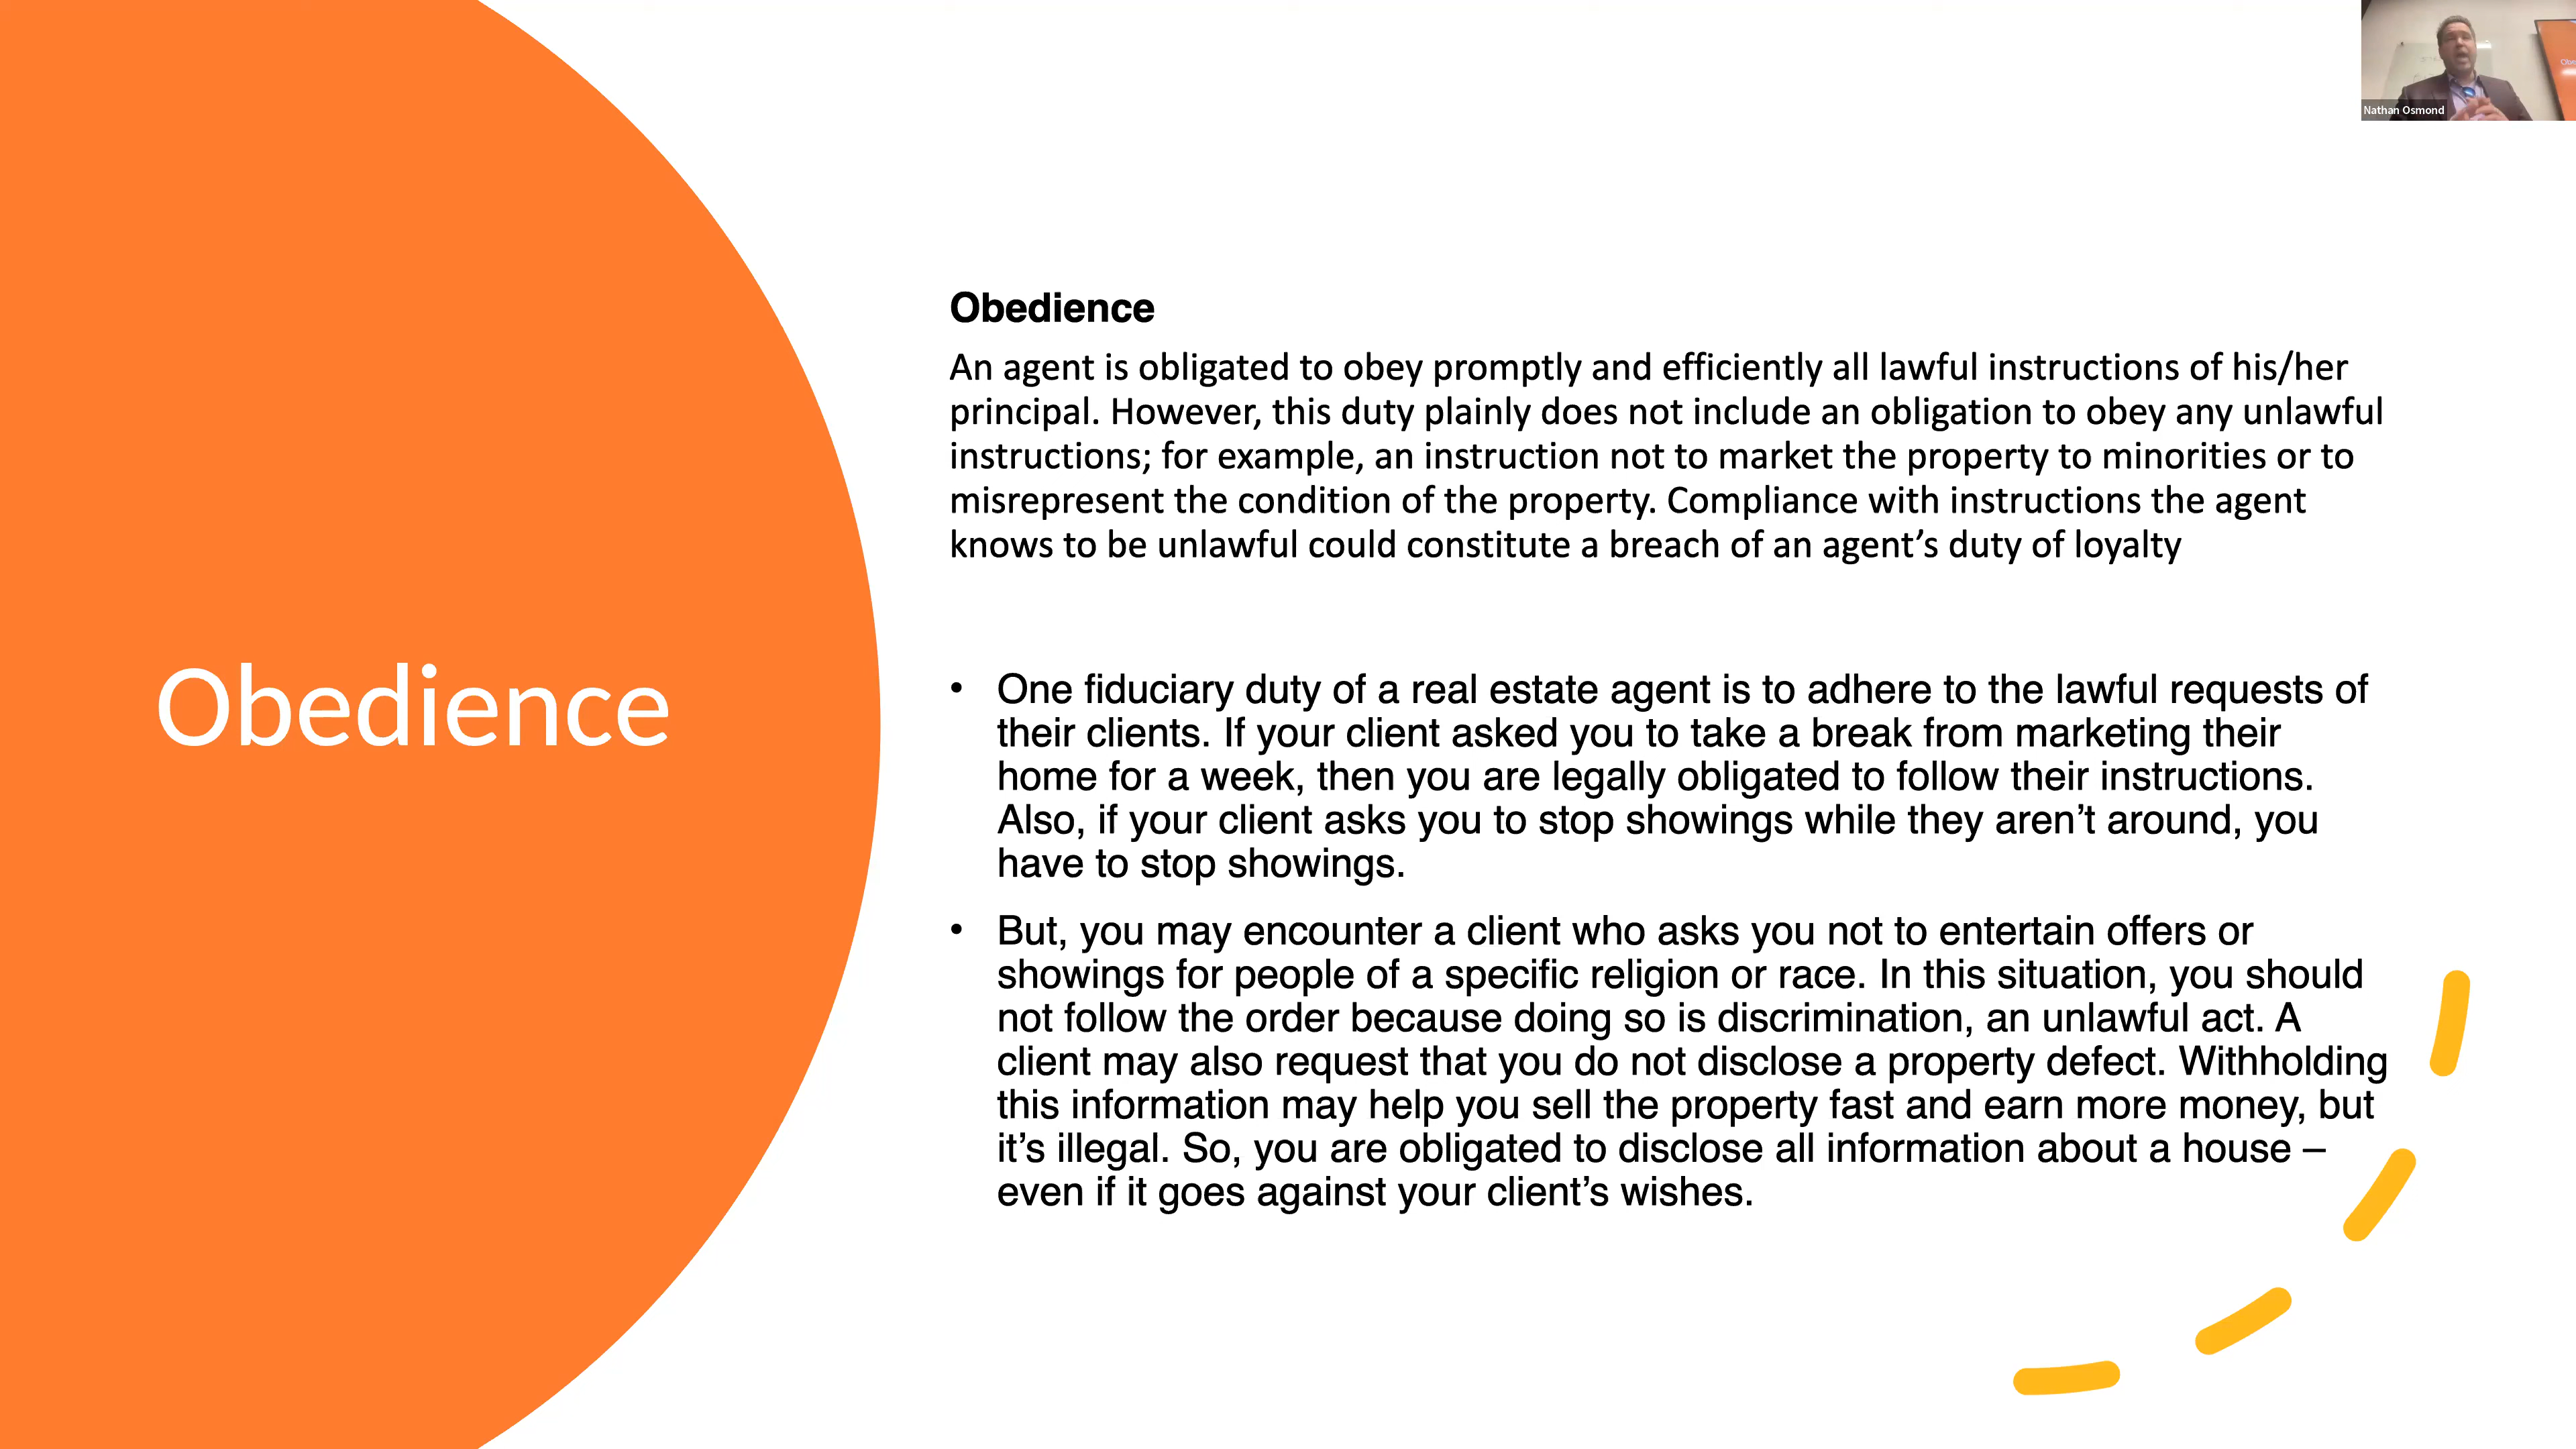 Nathan Osmond
Obedience
Obedience
An agent is obligated to obey promptly and efficiently all lawful instructions of his/her
principal. However, this duty plainly does not include an obligation to obey any unlawful
instructions; for example, an instruction not to market the property to minorities or to
misrepresent the condition of the property. Compliance with instructions the agent
knows to be unlawful could constitute a breach of an agent’s duty of loyalty
• One fiduciary duty of a real estate agent is to adhere to the lawful requests of
their clients. If your client asked you to take a break from marketing their
home for a week, then you are legally obligated to follow their instructions.
Also, if your client asks you to stop showings while they aren’t around, you
have to stop showings.
• But, you may encounter a client who asks you not to entertain offers or
showings for people of a specific religion or race. In this situation, you should
not follow the order because doing so is discrimination, an unlawful act. A
client may also request that you do not disclose a property defect. Withholding
this information may help you sell the property fast and earn more money, but
it’s illegal. So, you are obligated to disclose all information about a house –
even if it goes against your client’s wishes.